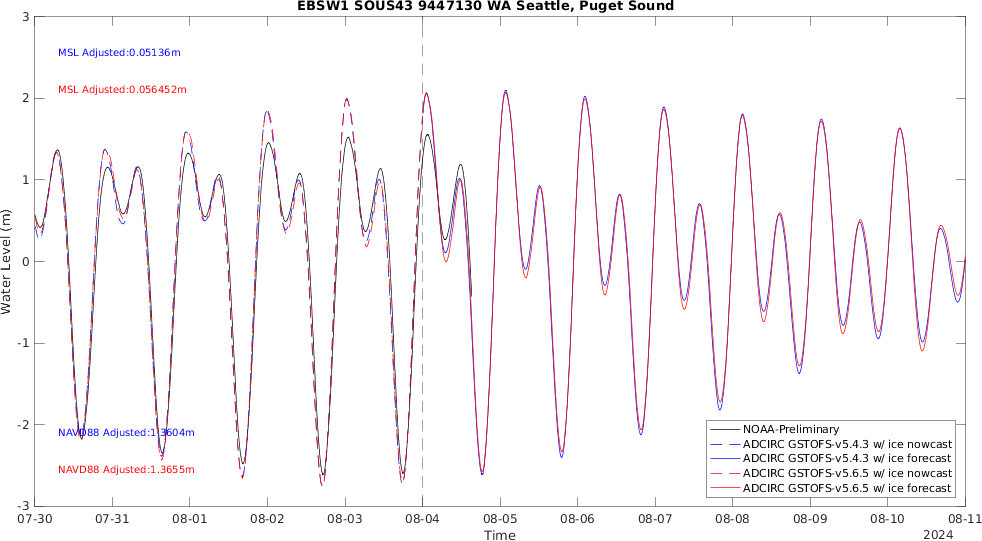 EBSW1 SOUS43 9447130 WA Seattle, Puget Sound
3
2
1
0
-1
-2
-3
Water Level (m)
MSL Adjusted:0.05136m
MSL Adjusted:0.056452m
NAVD88 Adjusted:1.3604m
NAVD88 Adjusted:1.3655m
NOAA-Preliminary
ADCIRC GSTOFS-v5.4.3 w/ ice nowcast
ADCIRC GSTOFS-v5.4.3 w/ ice forecast
ADCIRC GSTOFS-v5.6.5 w/ ice nowcast
ADCIRC GSTOFS-v5.6.5 w/ ice forecast
07-30 07-31 08-01 08-02 08-03 08-04 08-05 08-06 08-07 08-08 08-09 08-10 08-11
Time
2024